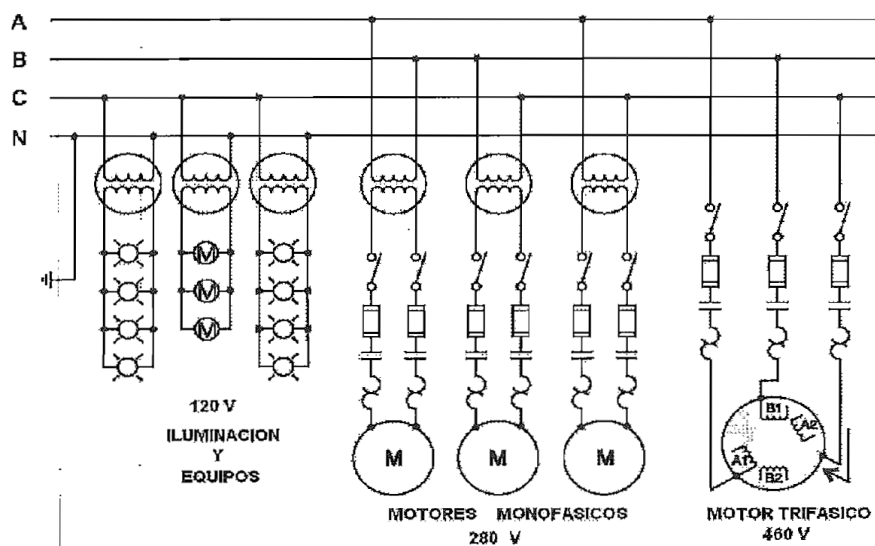 A
B
C
N
M
M
M
120 V
ILUMINACION
Y
EQUIPOS
M
M
M
MOTORES MONOFASICOS
280 V
B1
A2
A1
B2
MOTOR TRIFASICO
460 V